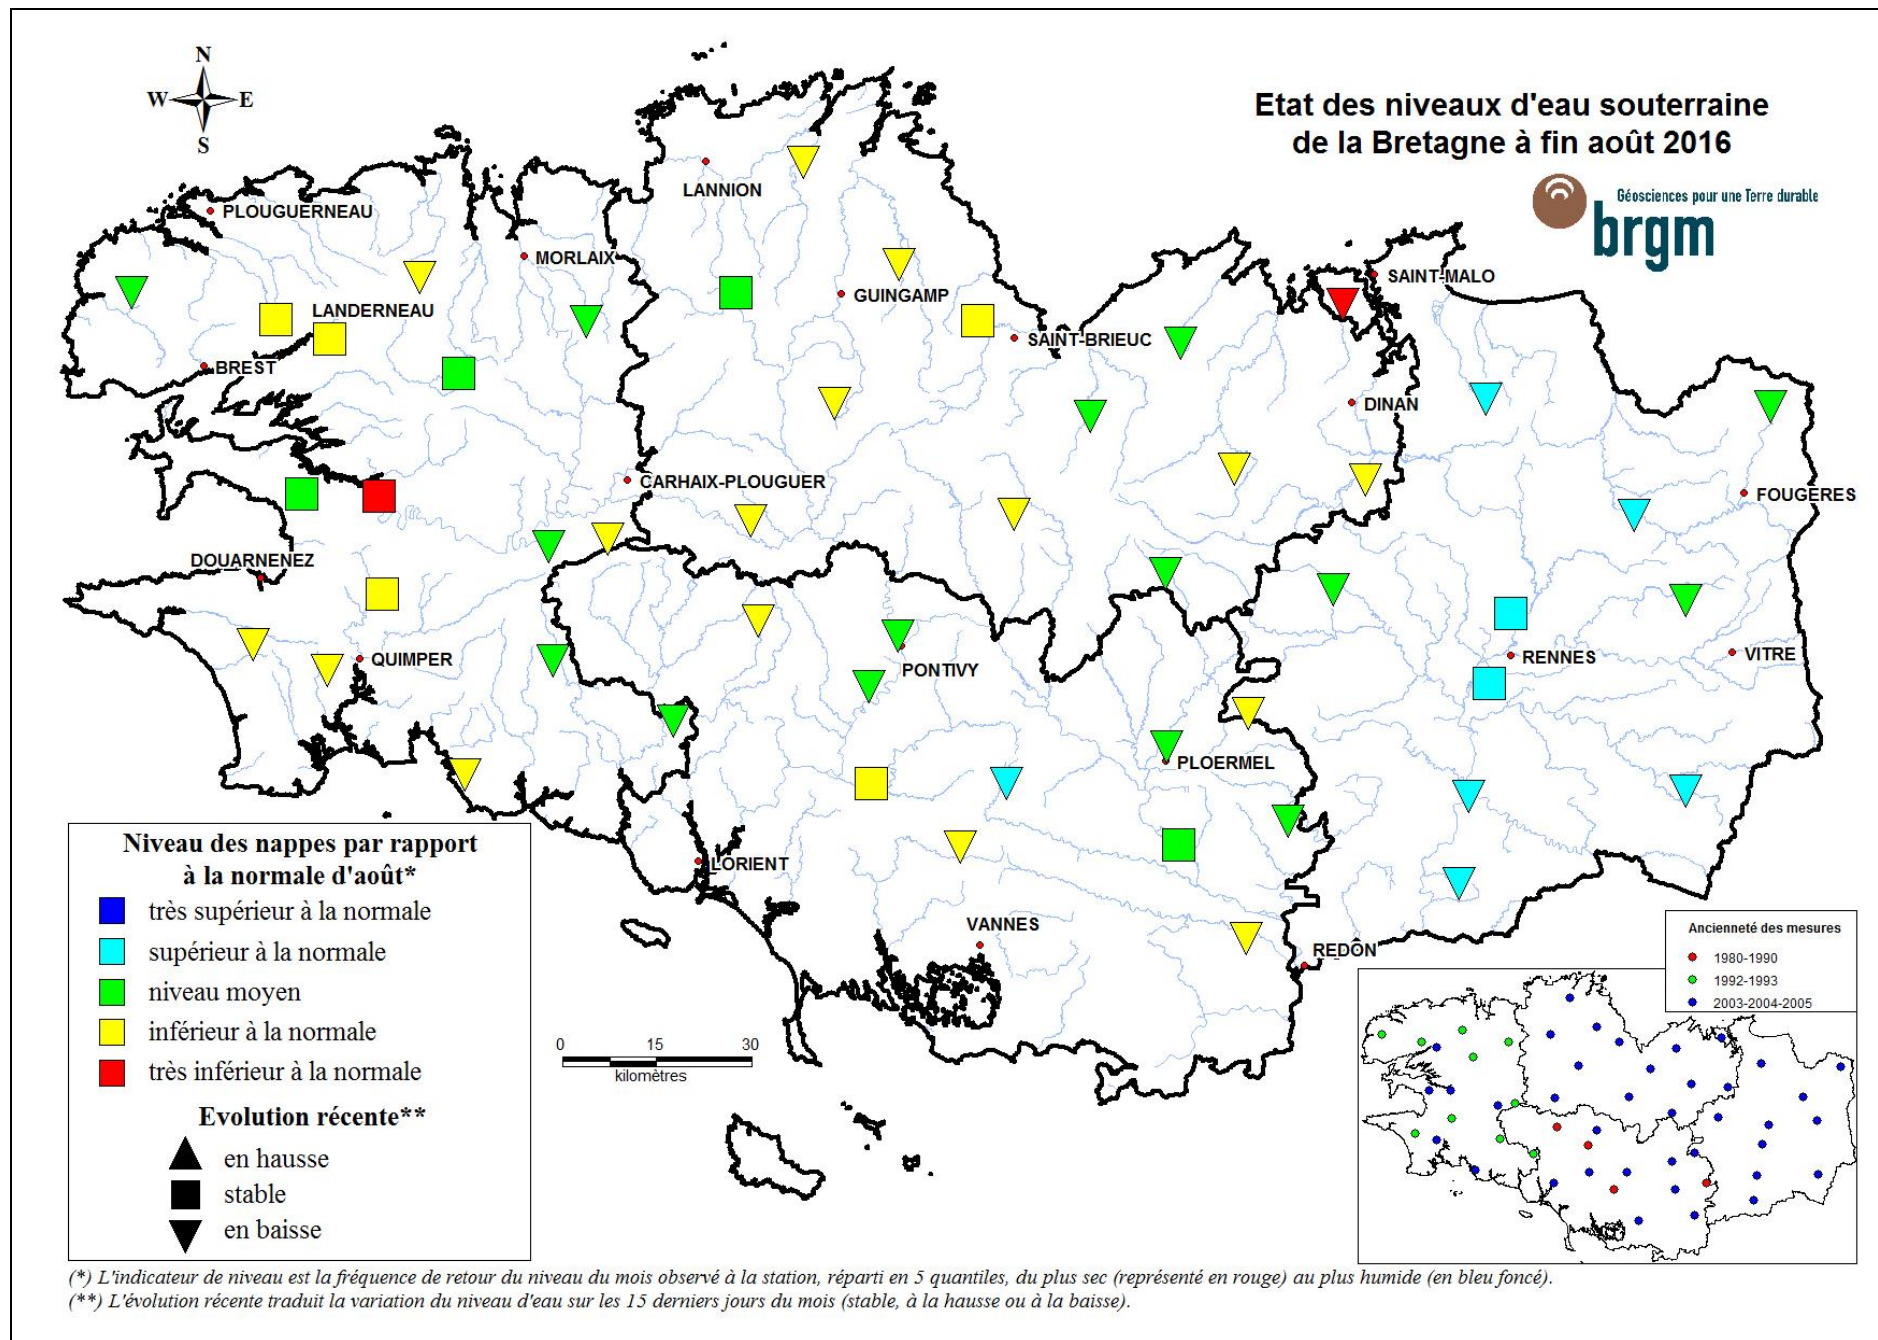 N
W E
S
Etat des niveaux d'eau souterraine
de la Bretagne à fin août 2016
Géosciences pour une Terre durable
brgm
LANNION
PLOUGUERNEAU
MORLAIX
SAINT-MALO
GUINGAMP
LANDERNEAU
SAINT-BRIEUC
BREST
DINAN
CARHAIX-PLOUGUER
FOUGERES
DOUARNENEZ
QUIMPER
RENNES
VITRE
PONTIVY
PLOERMEL
LORIENT
VANNES
REDON
Niveau des nappes par rapport
à la normale d'août*
très supérieur à la normale
supérieur à la normale
niveau moyen
inférieur à la normale
très inférieur à la normale
Evolution récente**
en hausse
stable
en baisse
0 15 30
kilomètres
Ancienneté des mesures
1980-1990
1992-1993
2003-2004-2005
(*) L'indicateur de niveau est la fréquence de retour du niveau du mois observé à la station, réparti en 5 quantiles, du plus sec (représenté en rouge) au plus humide (en bleu foncé).
(**) L'évolution récente traduit la variation du niveau d'eau sur les 15 derniers jours du mois (stable, à la hausse ou à la baisse).